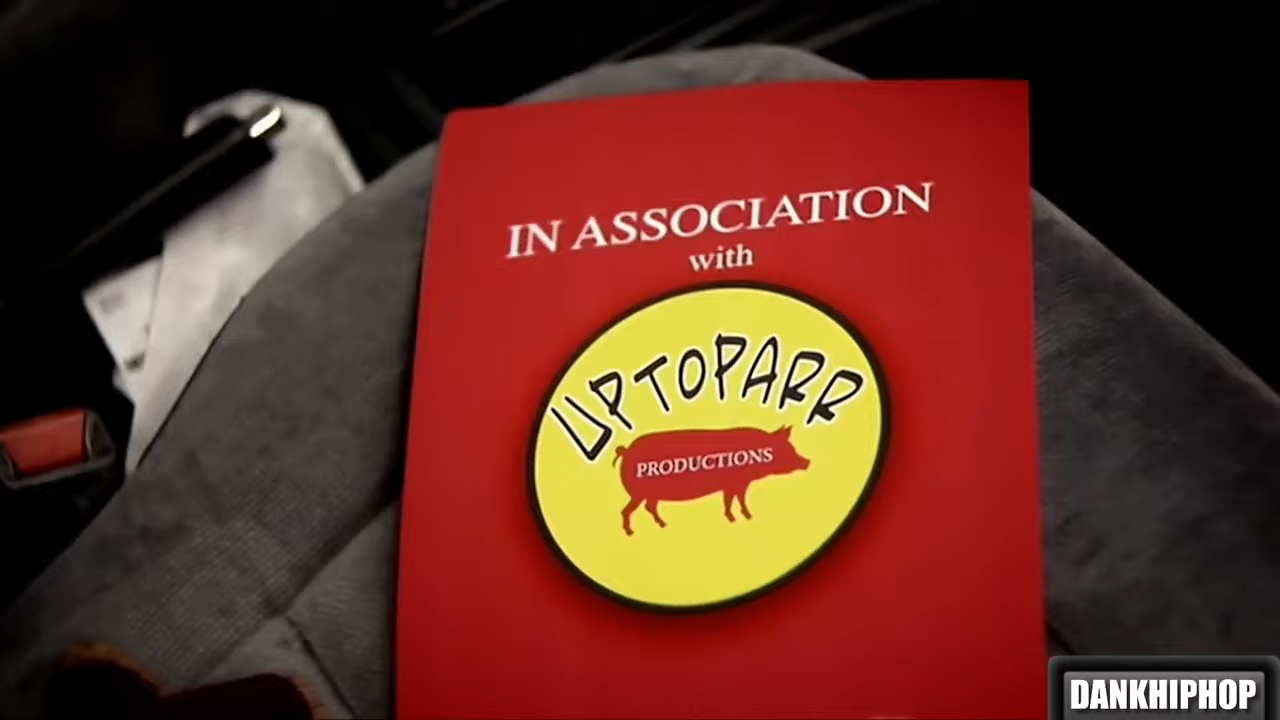 IN ASSOCIATION
with
UPTOPARR
PRODUCTIONS
DANKHIPHOP